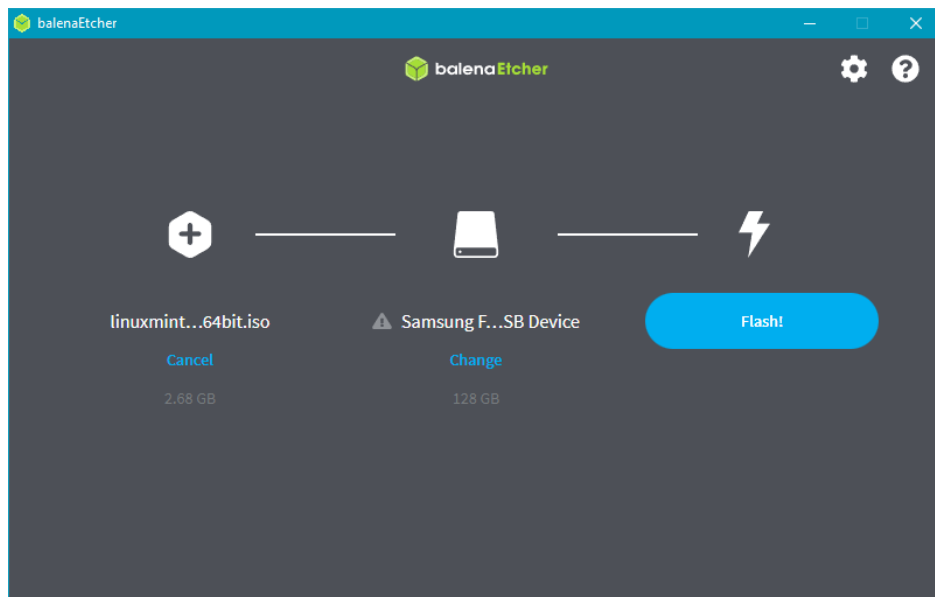 balenaEtcher
balenaEtcher
linuxmint...64bit.iso
Samsung F...SB Device
Flash!
Cancel
Change
2.68 GB
128 GB